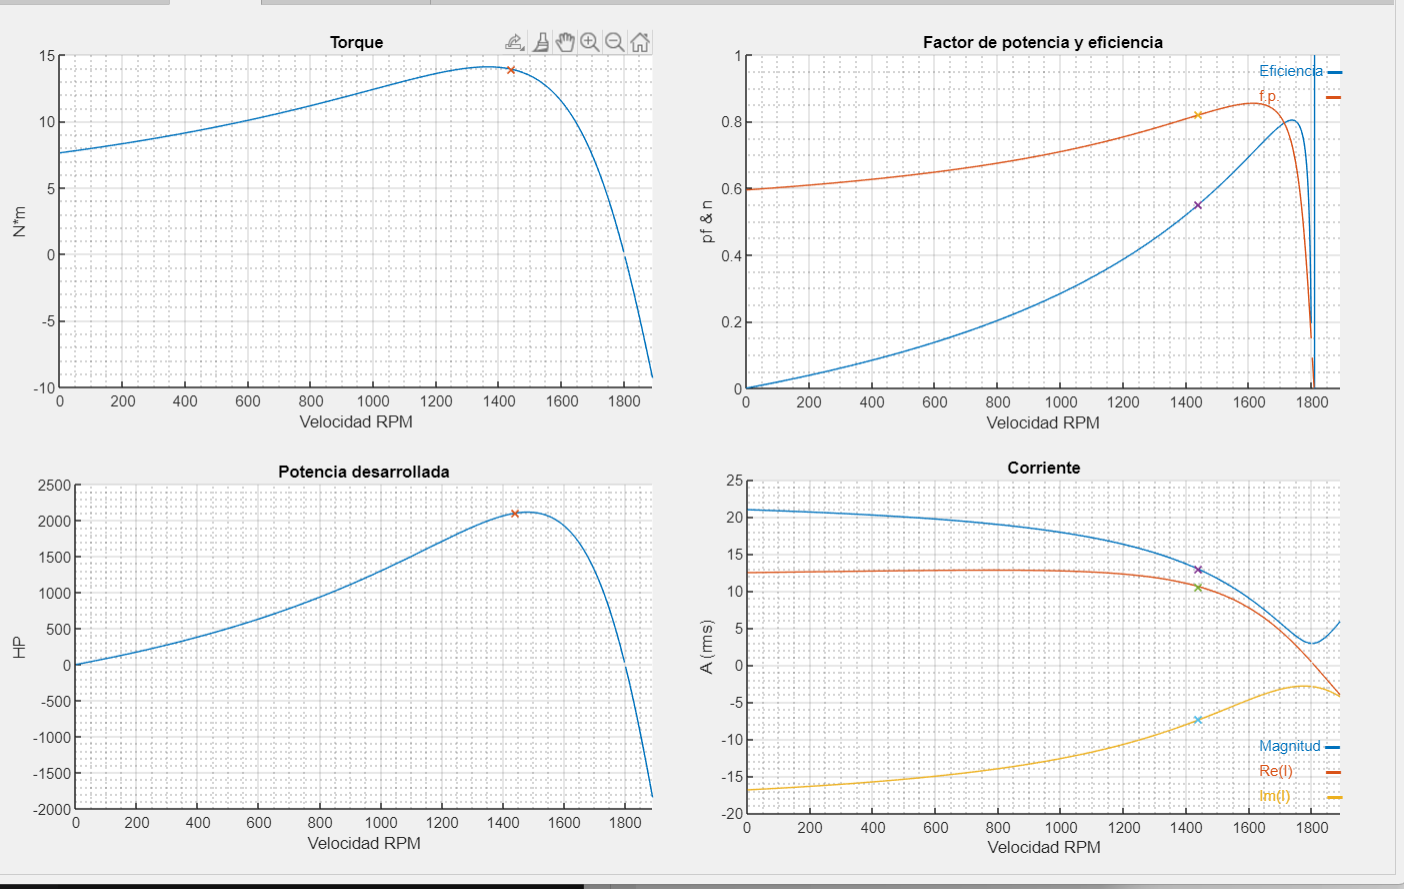 Torque
15
10
5
0
-5
-10
N*m
0 200 400 600 800 1000 1200 1400 1600 1800
Velocidad RPM
Factor de potencia y eficiencia
Eficiencia
f.p.
1
0.8
0.6
0.4
0.2
0
pf & n
0 200 400 600 800 1000 1200 1400 1600 1800
Velocidad RPM
Potencia desarrollada
2500
2000
1500
1000
500
0
-500
-1000
-1500
-2000
HP
0 200 400 600 800 1000 1200 1400 1600 1800
Velocidad RPM
Corriente
25
20
15
10
5
0
-5
-10
-15
-20
A (rms)
Magnitud
Re(I)
Im(I)
0 200 400 600 800 1000 1200 1400 1600 1800
Velocidad RPM